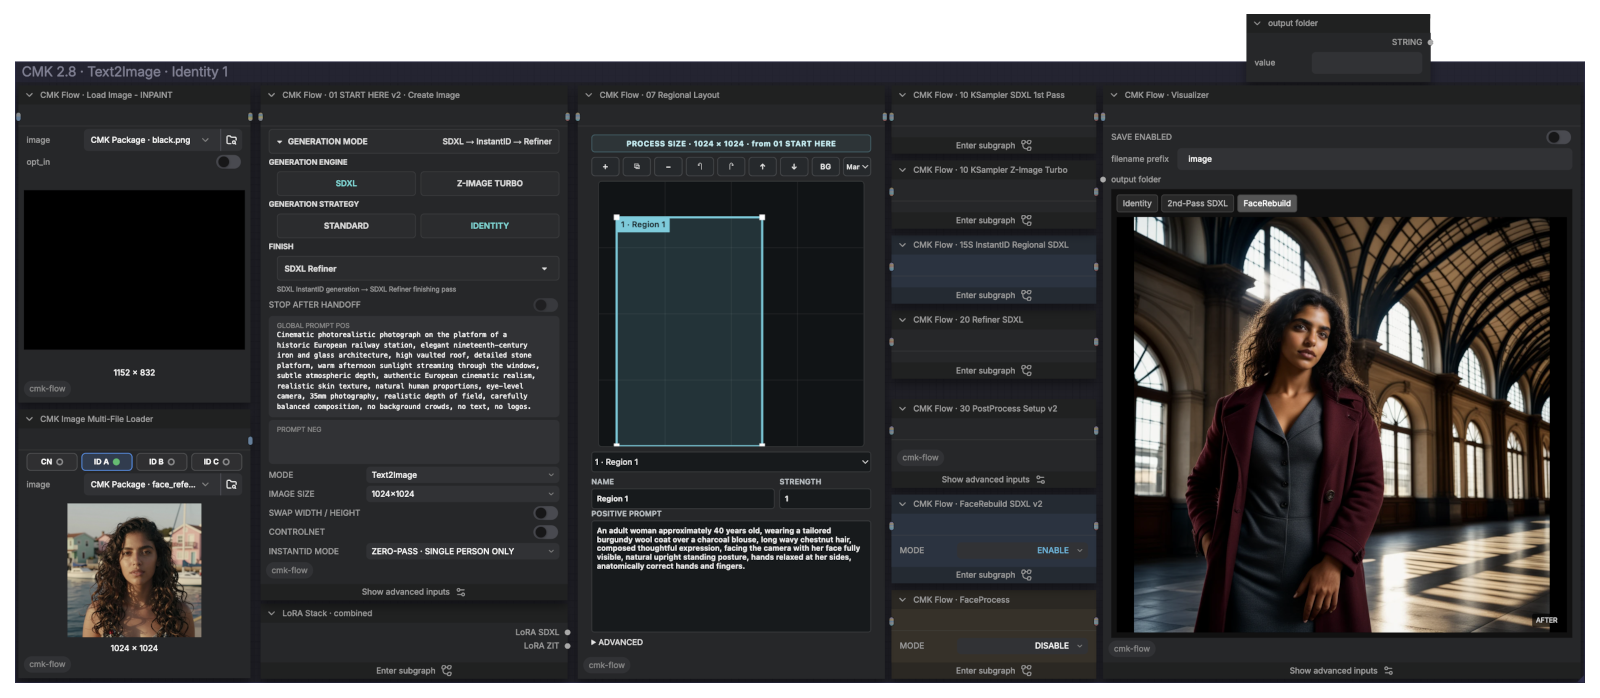 output folder
STRING
value
CMK 2.8 · Text2Image · Identity 1
CMK Flow · Load Image - INPAINT
image
CMK Package · black.png
opt_in
1152 × 832
cmk-flow
CMK Image Multi-File Loader
CN
ID A
ID B
ID C
image
CMK Package · face_refe...
1024 × 1024
cmk-flow
CMK Flow · 01 START HERE v2 · Create Image
GENERATION MODE
SDXL → InstantID → Refiner
GENERATION ENGINE
SDXL
Z-IMAGE TURBO
GENERATION STRATEGY
STANDARD
IDENTITY
FINISH
SDXL Refiner
SDXL InstantID generation → SDXL Refiner finishing pass
STOP AFTER HANDOFF
GLOBAL PROMPT POS
Cinematic photorealistic photograph on the platform of a
historic European railway station, elegant nineteenth-century
iron and glass architecture, high vaulted roof, detailed stone
platform, warm afternoon sunlight streaming through the windows,
subtle atmospheric depth, authentic European cinematic realism,
realistic skin texture, natural human proportions, eye-level
camera, 35mm photography, realistic depth of field, carefully
balanced composition, no background crowds, no text, no logos.
PROMPT NEG
MODE
Text2Image
IMAGE SIZE
1024×1024
SWAP WIDTH / HEIGHT
CONTROLNET
INSTANTID MODE
ZERO-PASS · SINGLE PERSON ONLY
cmk-flow
Show advanced inputs
LoRA Stack · combined
LoRA SDXL
LoRA ZIT
Enter subgraph
CMK Flow · 07 Regional Layout
PROCESS SIZE · 1024 × 1024 · from 01 START HERE
BG
Mar
1 · Region 1
1 · Region 1
NAME
STRENGTH
Region 1
1
POSITIVE PROMPT
An adult woman approximately 40 years old, wearing a tailored
burgundy wool coat over a charcoal blouse, long wavy chestnut hair,
composed thoughtful expression, facing the camera with her face fully
visible, natural upright standing posture, hands relaxed at her sides,
anatomically correct hands and fingers.
ADVANCED
cmk-flow
CMK Flow · 10 KSampler SDXL 1st Pass
Enter subgraph
CMK Flow · 10 KSampler Z-Image Turbo
Enter subgraph
CMK Flow · 15S InstantID Regional SDXL
Enter subgraph
CMK Flow · 20 Refiner SDXL
Enter subgraph
CMK Flow · 30 PostProcess Setup v2
cmk-flow
Show advanced inputs
CMK Flow · FaceRebuild SDXL v2
MODE
ENABLE
Enter subgraph
CMK Flow · FaceProcess
MODE
DISABLE
Enter subgraph
CMK Flow · Visualizer
SAVE ENABLED
filename prefix
image
output folder
Identity
2nd-Pass SDXL
FaceRebuild
AFTER
cmk-flow
Show advanced inputs